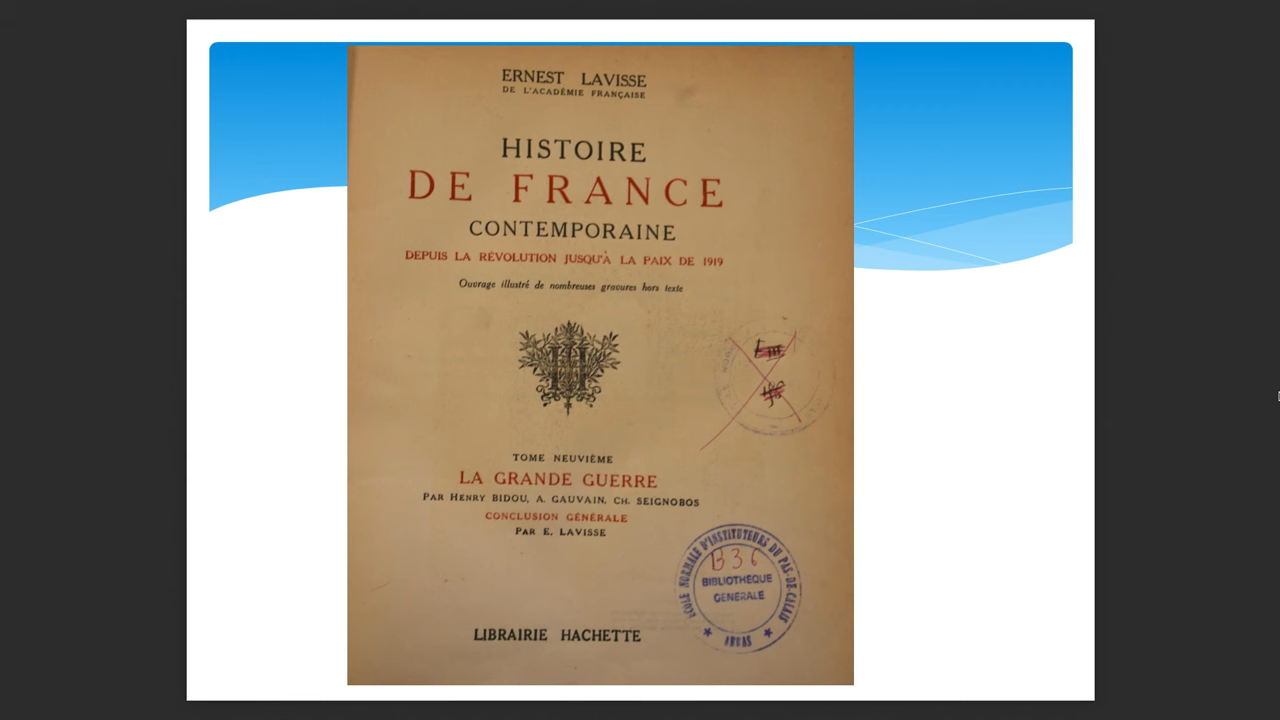 ERNEST LAVISSE
DE L'ACADÉMIE FRANÇAISE
HISTOIRE
DE FRANCE
CONTEMPORAINE
DEPUIS LA RÉVOLUTION JUSQU'À LA PAIX DE 1919
Ouvrage illustré de nombreuses gravures hors texte
TOME NEUVIÈME
LA GRANDE GUERRE
PAR HENRY BIDOU, A. GAUVAIN, CH. SEIGNOBOS
CONCLUSION GÉNÉRALE
PAR E. LAVISSE
ÉCOLE NORMALE D'INSTITUTEURS DU PAS-DE-CALAIS
B36
BIBLIOTHÈQUE
GÉNÉRALE
ARRAS
LIBRAIRIE HACHETTE